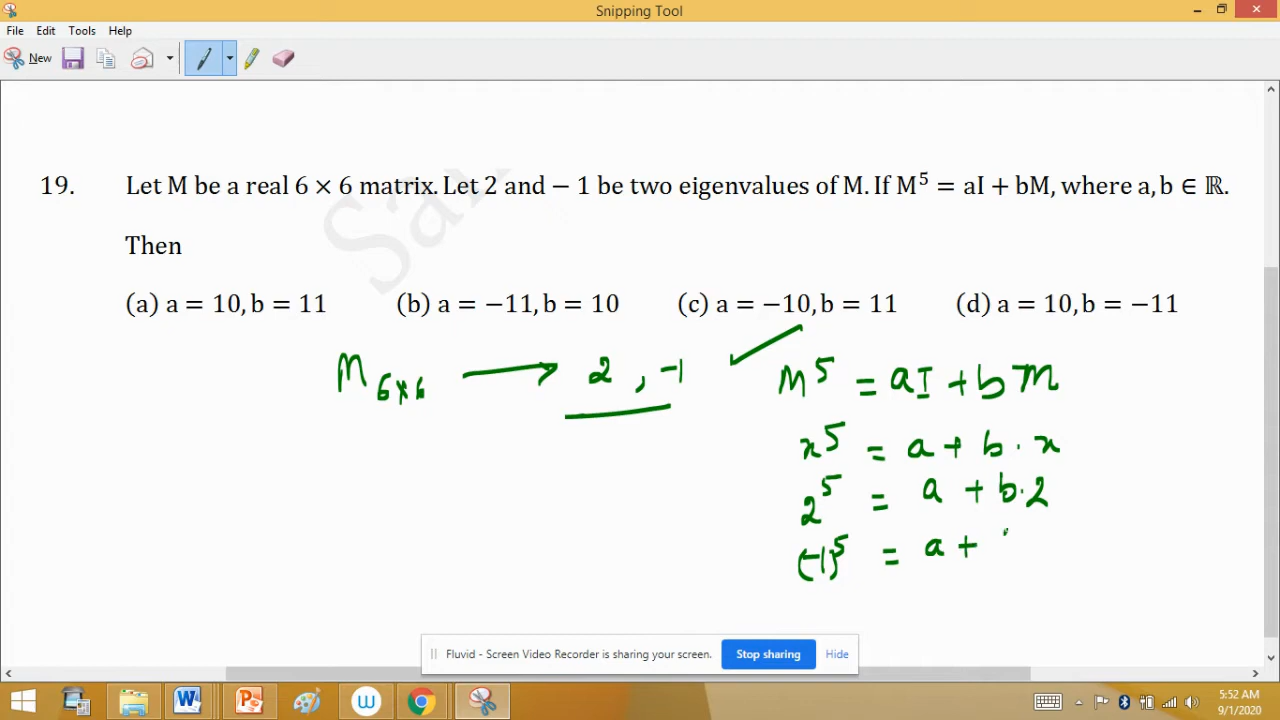 Snipping Tool
File Edit Tools Help
New
19. Let M be a real 6 × 6 matrix. Let 2 and − 1 be two eigenvalues of M. If M⁵ = aI + bM, where a, b ∈ ℝ.
Then
(a) a = 10, b = 11 (b) a = −11, b = 10 (c) a = −10, b = 11 (d) a = 10, b = −11
M₆ₓ₆ → 2 , -1 ✓ M⁵ = aI + bM
x⁵ = a + b · x
2⁵ = a + b·2
(-1)⁵ = a +
Fluvid - Screen Video Recorder is sharing your screen. Stop sharing Hide
5:52 AM
9/1/2020